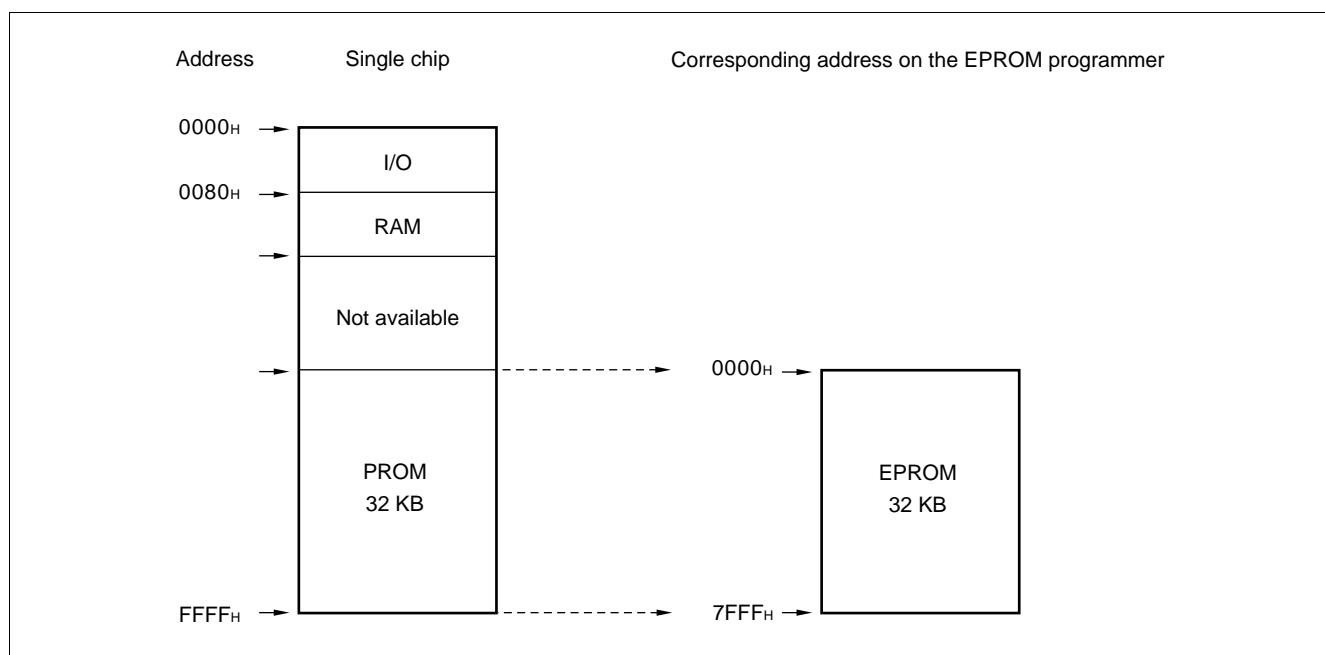 Address Single chip Corresponding address on the EPROM programmer
0000H
I/O
0080H
RAM
Not available
0000H
PROM EPROM
32 KB 32 KB
FFFFH 7FFFH